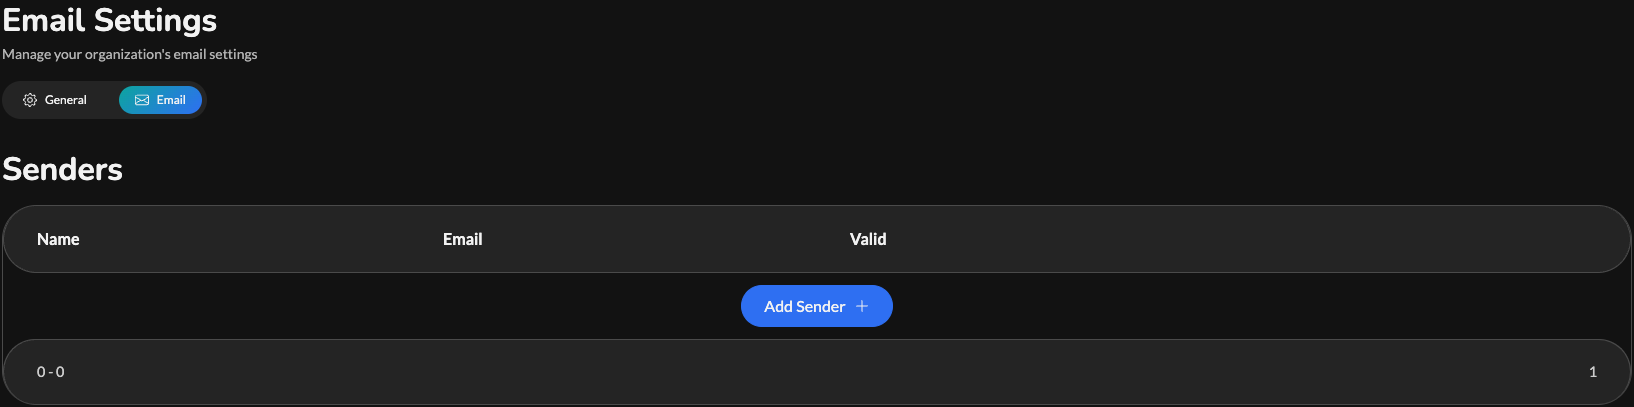 Email Settings
Manage your organization's email settings
General Email
Senders
Name Email Valid
Add Sender +
0 - 0 1